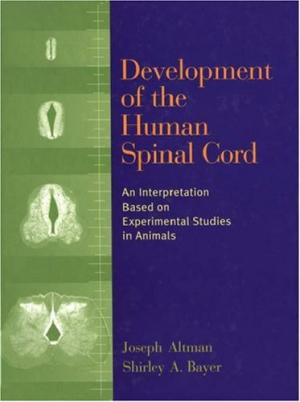 Development
of the
Human
Spinal Cord
An Interpretation
Based on
Experimental Studies
in Animals
Joseph Altman
Shirley A. Bayer